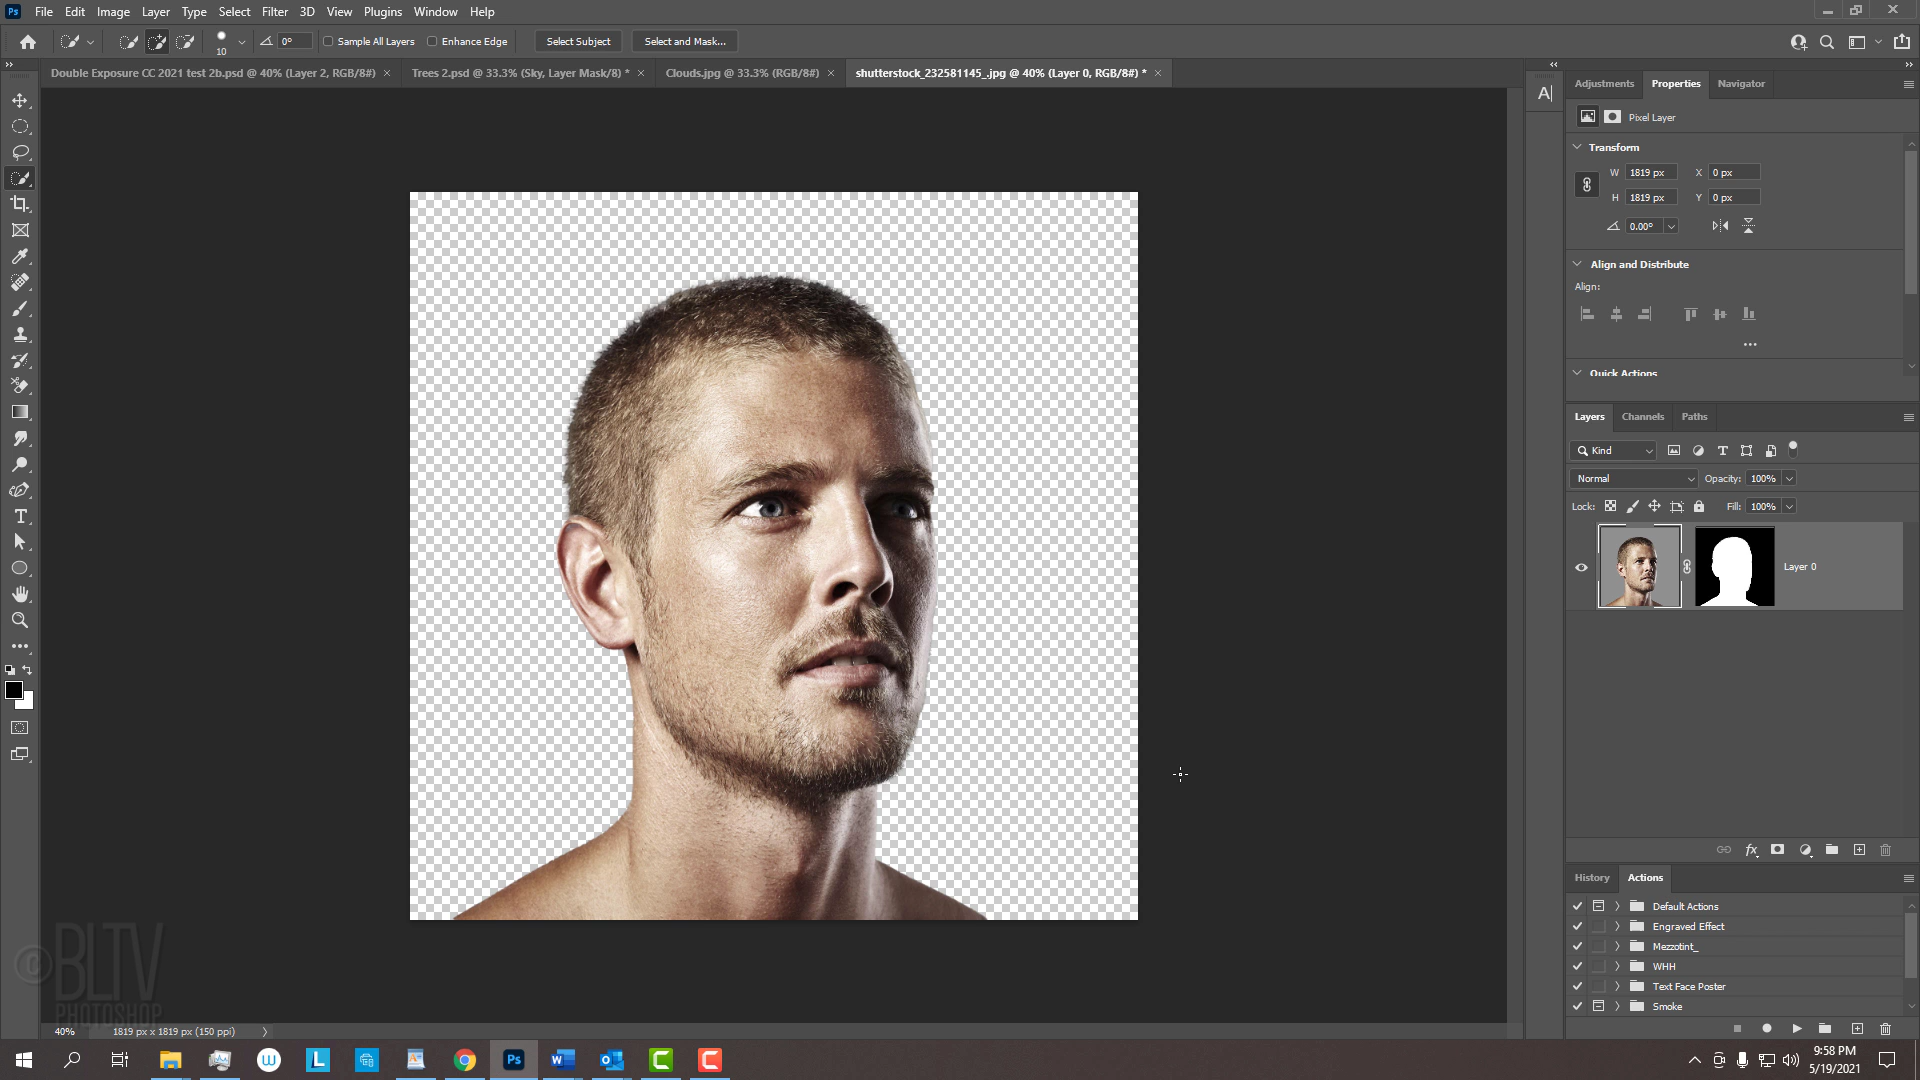 Ps File Edit Image Layer Type Select Filter 3D View Plugins Window Help
10 0° Sample All Layers Enhance Edge Select Subject Select and Mask...
Double Exposure CC 2021 test 2b.psd @ 40% (Layer 2, RGB/8#) × Trees 2.psd @ 33.3% (Sky, Layer Mask/8) * × Clouds.jpg @ 33.3% (RGB/8#) × shutterstock_232581145_.jpg @ 40% (Layer 0, RGB/8#) * ×
A|
Adjustments Properties Navigator
Pixel Layer
Transform
W 1819 px X 0 px
H 1819 px Y 0 px
0.00°
Align and Distribute
Align:
...
Quick Actions
Layers Channels Paths
Kind
Normal Opacity: 100%
Lock: Fill: 100%
Layer 0
fx
History Actions
Default Actions
Engraved Effect
Mezzotint_
WHH
Text Face Poster
Smoke
© BLTV
PHOTOSHOP
40% 1819 px x 1819 px (150 ppi)
9:58 PM
5/19/2021